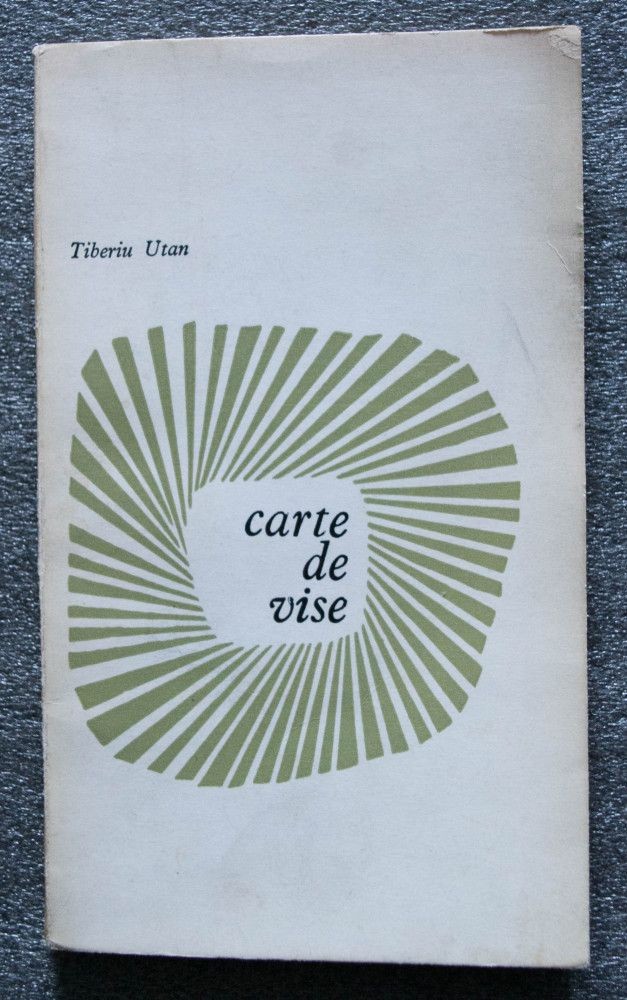 Tiberiu Utan
carte
de
vise